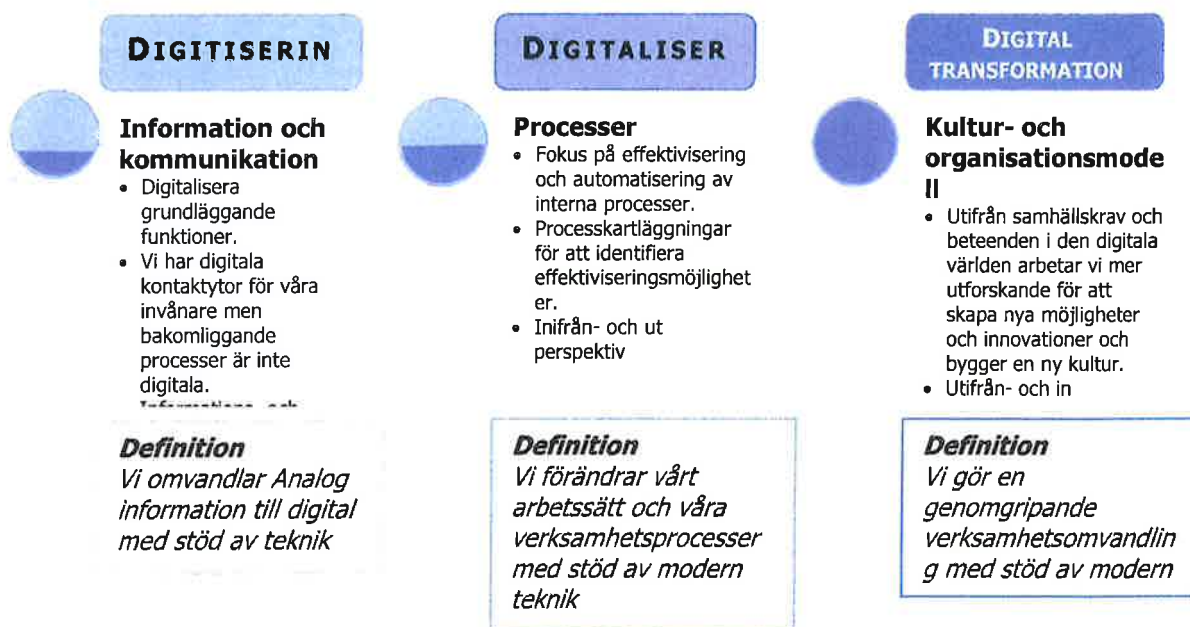 DIGITISERIN
Information och
kommunikation
• Digitalisera
grundläggande
funktioner.
• Vi har digitala
kontaktytor för våra
invånare men
bakomliggande
processer är inte
digitala.
Definition
Vi omvandlar Analog
information till digital
med stöd av teknik
DIGITALISER
Processer
• Fokus på effektivisering
och automatisering av
interna processer.
• Processkartläggningar
för att identifiera
effektiviseringsmöjlighet
er.
• Inifrån- och ut
perspektiv
Definition
Vi förändrar vårt
arbetssätt och våra
verksamhetsprocesser
med stöd av modern
teknik
DIGITAL
TRANSFORMATION
Kultur- och
organisationsmode
ll
• Utifrån samhällskrav och
beteenden i den digitala
världen arbetar vi mer
utforskande för att
skapa nya möjligheter
och innovationer och
bygger en ny kultur.
• Utifrån- och in
Definition
Vi gör en
genomgripande
verksamhetsomvandlin
g med stöd av modern